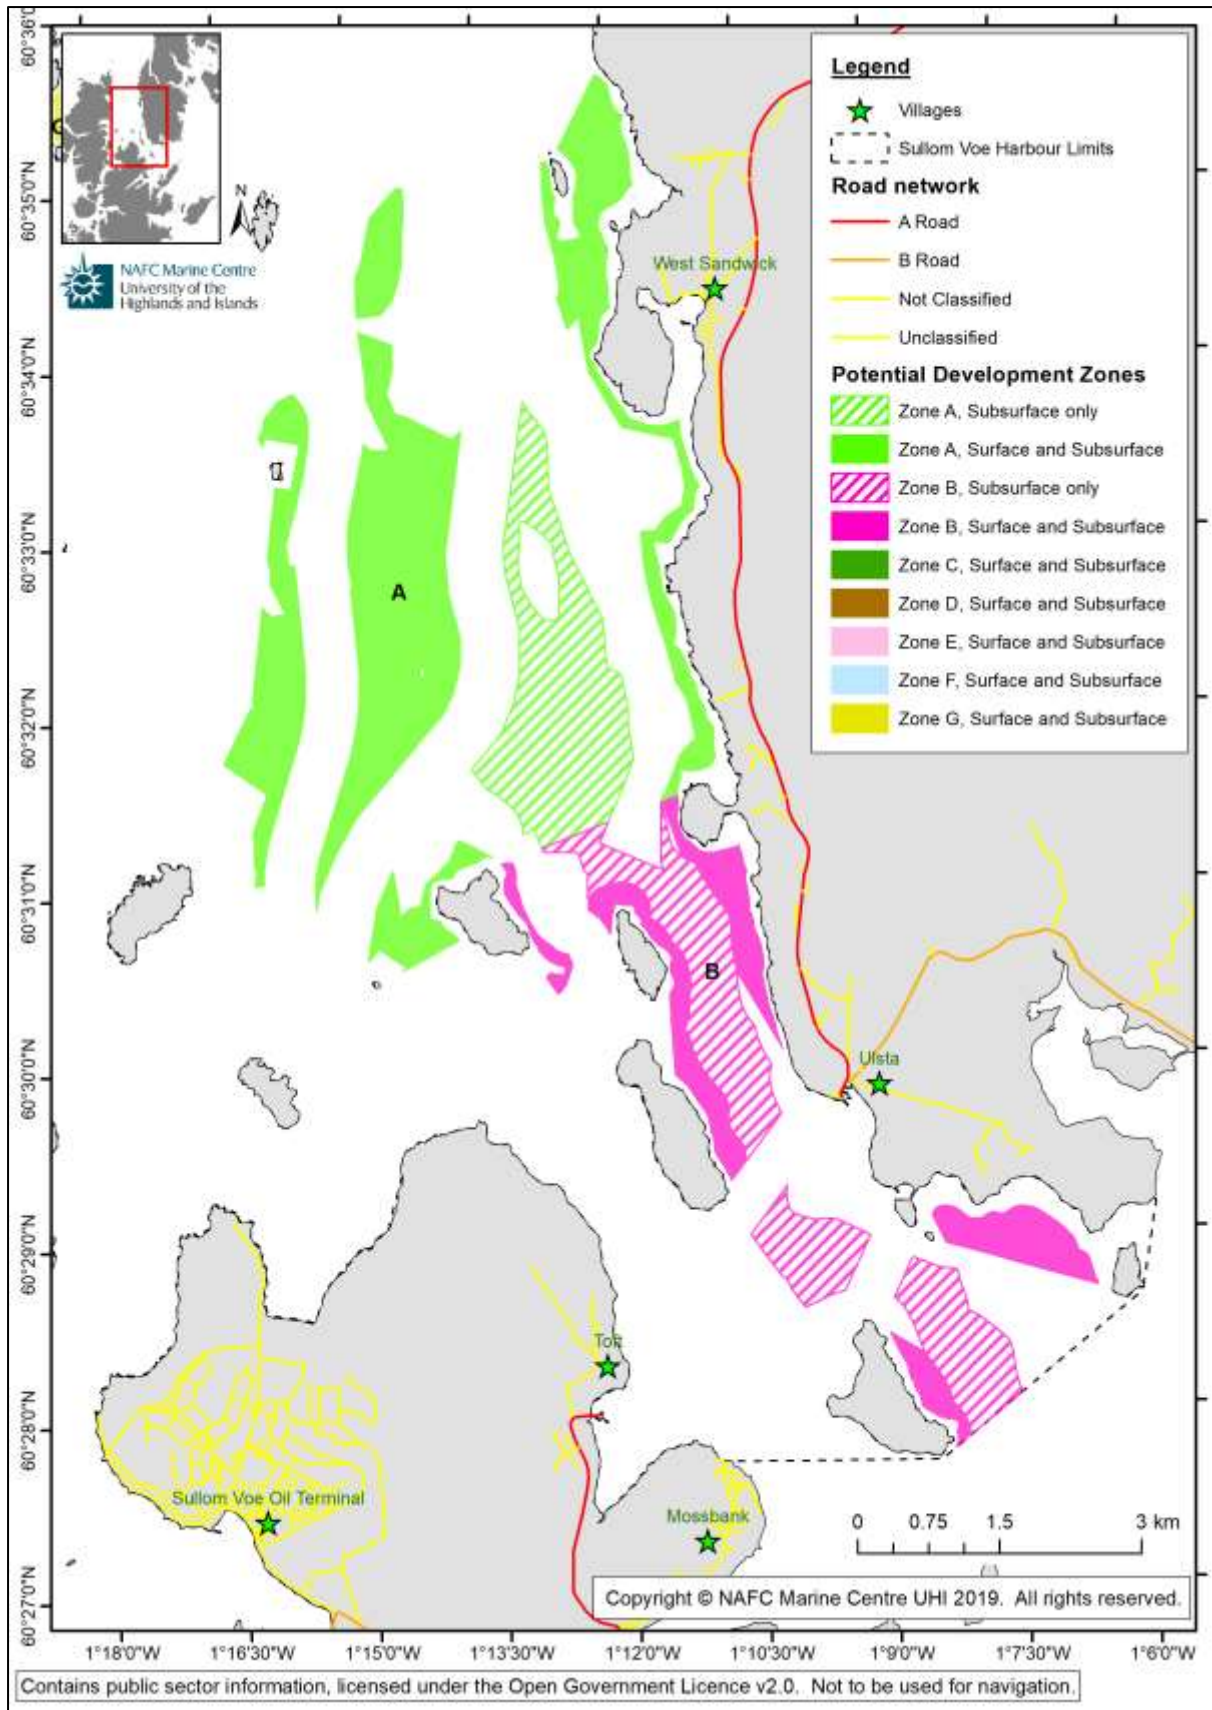 60°36'0"N
60°35'0"N
60°34'0"N
60°33'0"N
60°32'0"N
60°31'0"N
60°30'0"N
60°29'0"N
60°28'0"N
60°27'0"N
N
NAFC Marine Centre
University of the
Highlands and Islands
Legend
Villages
Sullom Voe Harbour Limits
Road network
A Road
B Road
Not Classified
Unclassified
Potential Development Zones
Zone A, Subsurface only
Zone A, Surface and Subsurface
Zone B, Subsurface only
Zone B, Surface and Subsurface
Zone C, Surface and Subsurface
Zone D, Surface and Subsurface
Zone E, Surface and Subsurface
Zone F, Surface and Subsurface
Zone G, Surface and Subsurface
West Sandwick
A
B
Ulsta
Toft
Sullom Voe Oil Terminal
Mossbank
0 0.75 1.5 3 km
Copyright © NAFC Marine Centre UHI 2019. All rights reserved.
1°18'0"W 1°16'30"W 1°15'0"W 1°13'30"W 1°12'0"W 1°10'30"W 1°9'0"W 1°7'30"W 1°6'0"W
Contains public sector information, licensed under the Open Government Licence v2.0. Not to be used for navigation.